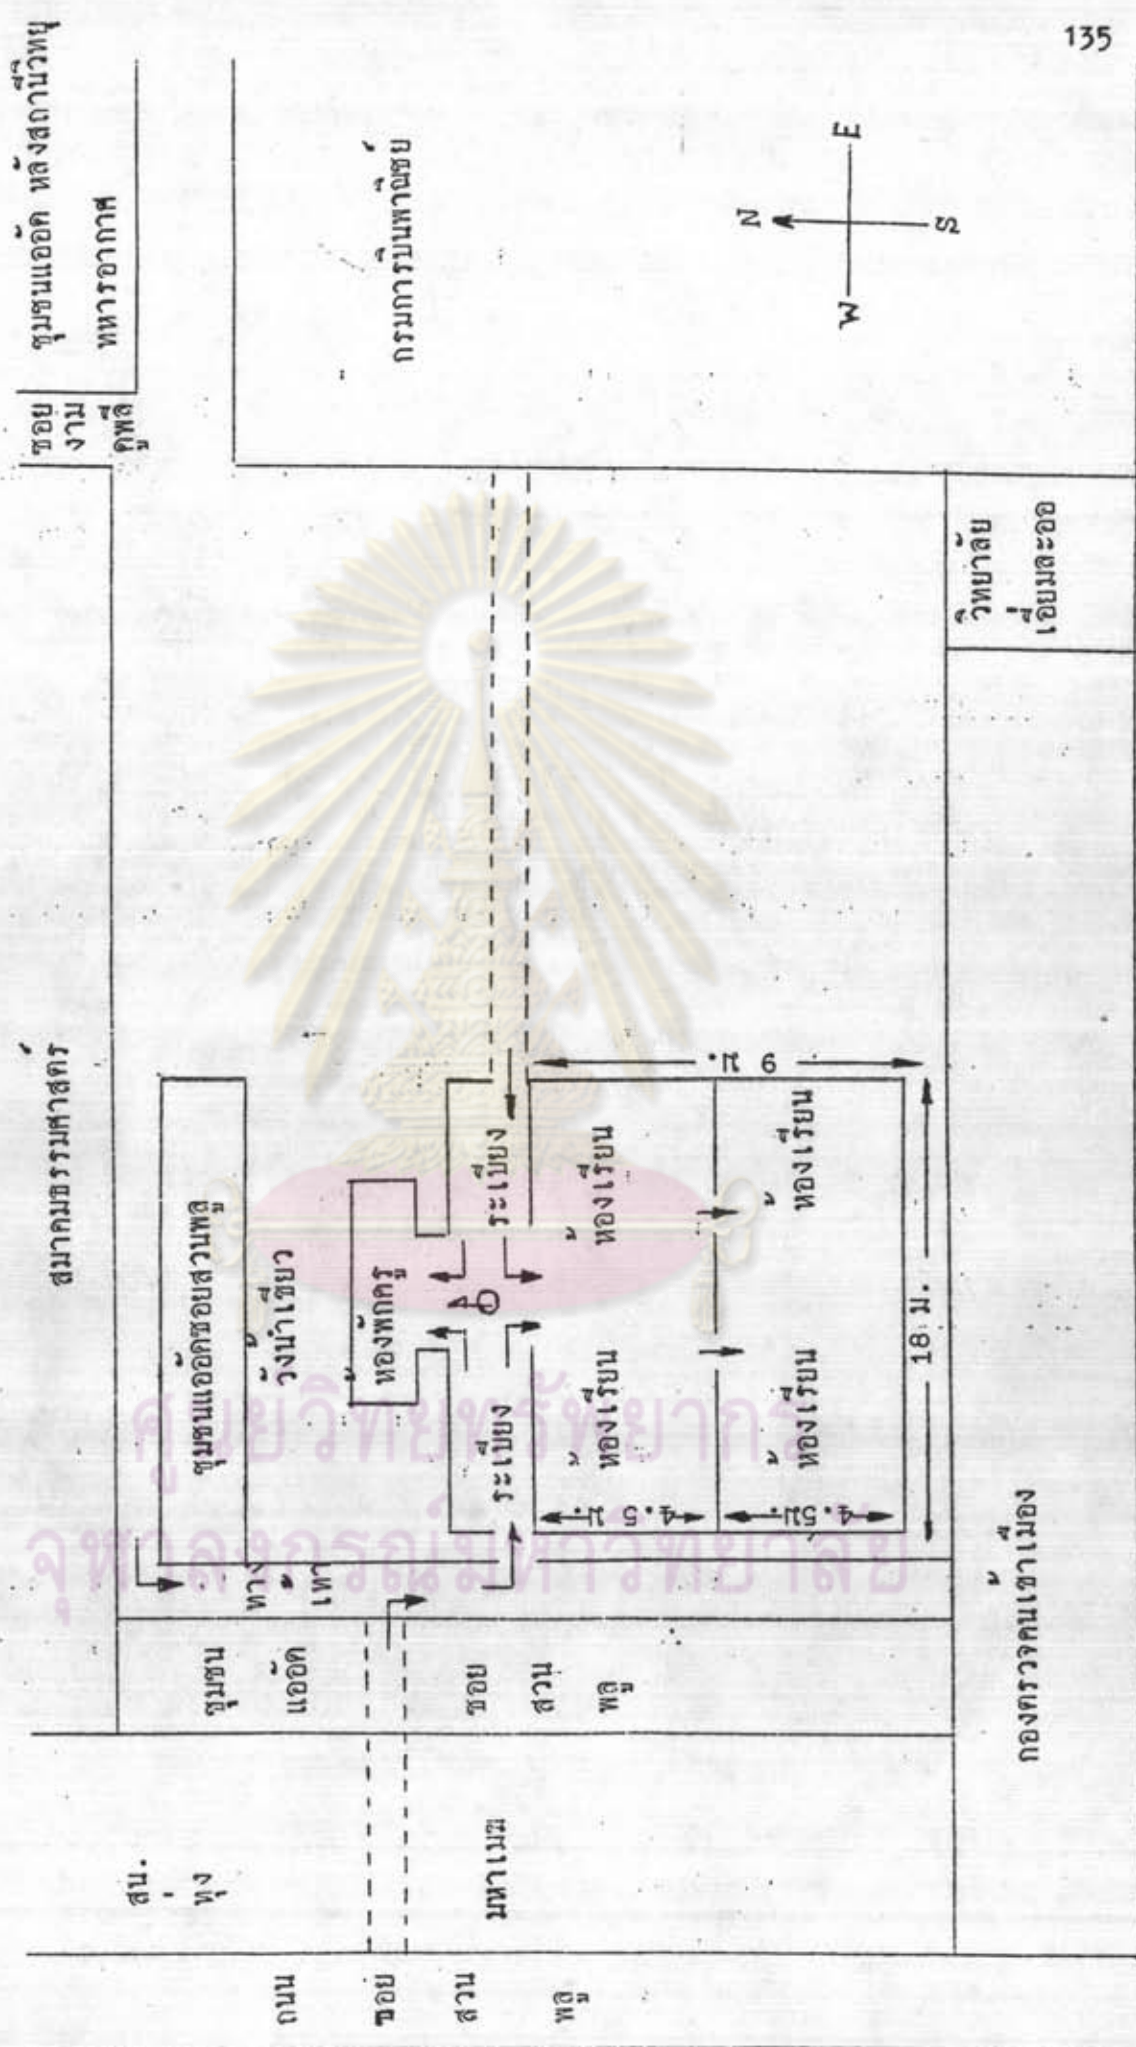 135
ชุมชนแออัด หลังสถานีวิทยุ
ทหารอากาศ
ซอย
งาม
ดูพลี
กรมการบินพาณิชย์
N
W
E
S
สมาคมธรรมศาสตร์
ชุมชนแออัดซอยสวนพลู
วังน้ำเขียว
ห้องพักครู
ระเบียง
ระเบียง
ห้องเรียน
ห้องเรียน
ห้องเรียน
ห้องเรียน
9 ม.
4.5 ม.
4.5ม.
18 ม.
วิทยาลัย
เอี่ยมละออ
ทาง
เท้า
ชุมชน
แออัด
ซอย
สวน
พลู
สน.
ทุ่ง
มหาเมฆ
ถนน
ซอย
สวน
พลู
กองตรวจคนเข้าเมือง
ศูนย์วิทยทรัพยากร
จุฬาลงกรณ์มหาวิทยาลัย